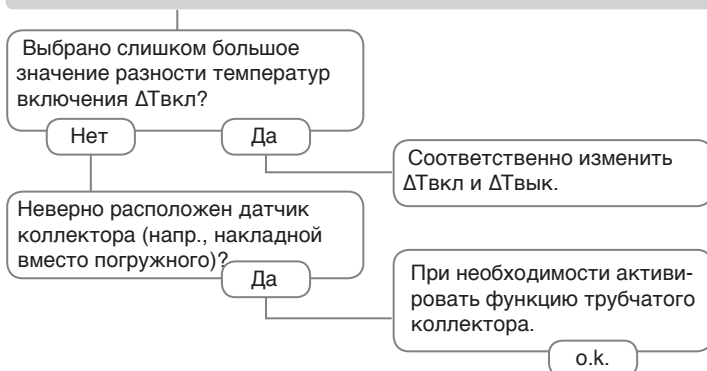 Выбрано слишком большое
значение разности температур
включения ΔТвкл?
Нет
Да
Соответственно изменить
ΔТвкл и ΔТвык.
Неверно расположен датчик
коллектора (напр., накладной
вместо погружного)?
Да
При необходимости активи-
ровать функцию трубчатого
коллектора.
o.k.